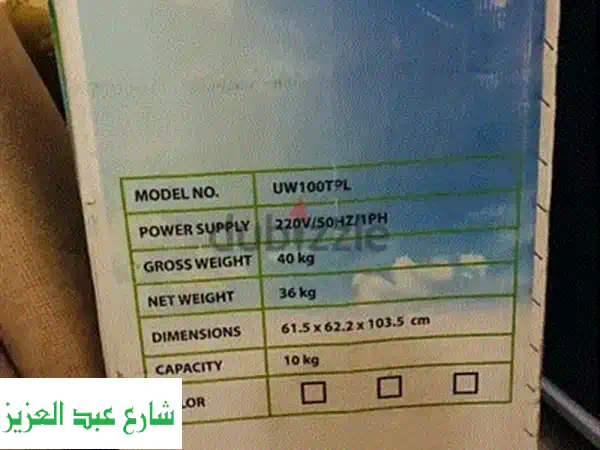 MODEL NO. UW100TPL
POWER SUPPLY 220V/50HZ/1PH
dubizzle
GROSS WEIGHT 40 kg
NET WEIGHT 36 kg
DIMENSIONS 61.5 x 62.2 x 103.5 cm
CAPACITY 10 kg
LOR
شارع عبد العزيز